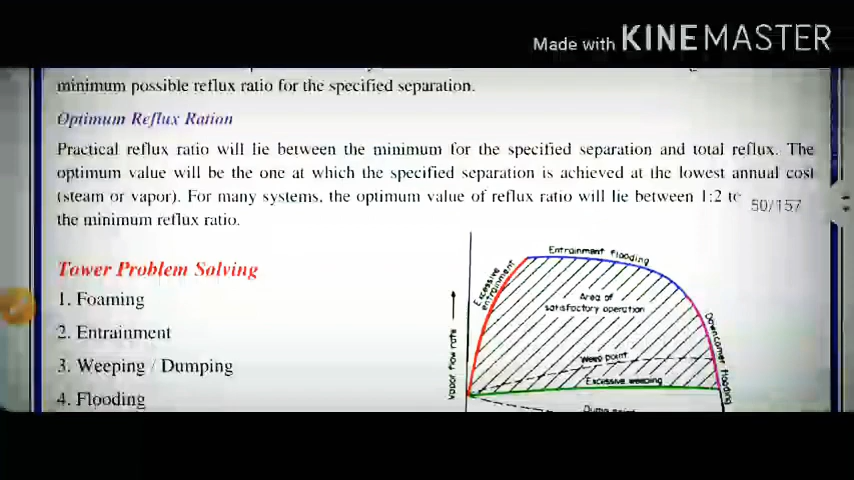 Made with KINEMASTER
minimum possible reflux ratio for the specified separation.
Optimum Reflux Ration
Practical reflux ratio will lie between the minimum for the specified separation and total reflux. The
optimum value will be the one at which the specified separation is achieved at the lowest annual cost
(steam or vapor). For many systems, the optimum value of reflux ratio will lie between 1:2 to
50/157
the minimum reflux ratio.
Tower Problem Solving
1. Foaming
2. Entrainment
3. Weeping / Dumping
4. Flooding
Entrainment flooding
Excessive
entrainment
Area of
satisfactory operation
Downcomer flooding
Vapor flow rate
Weep point
Excessive weeping
Dump point